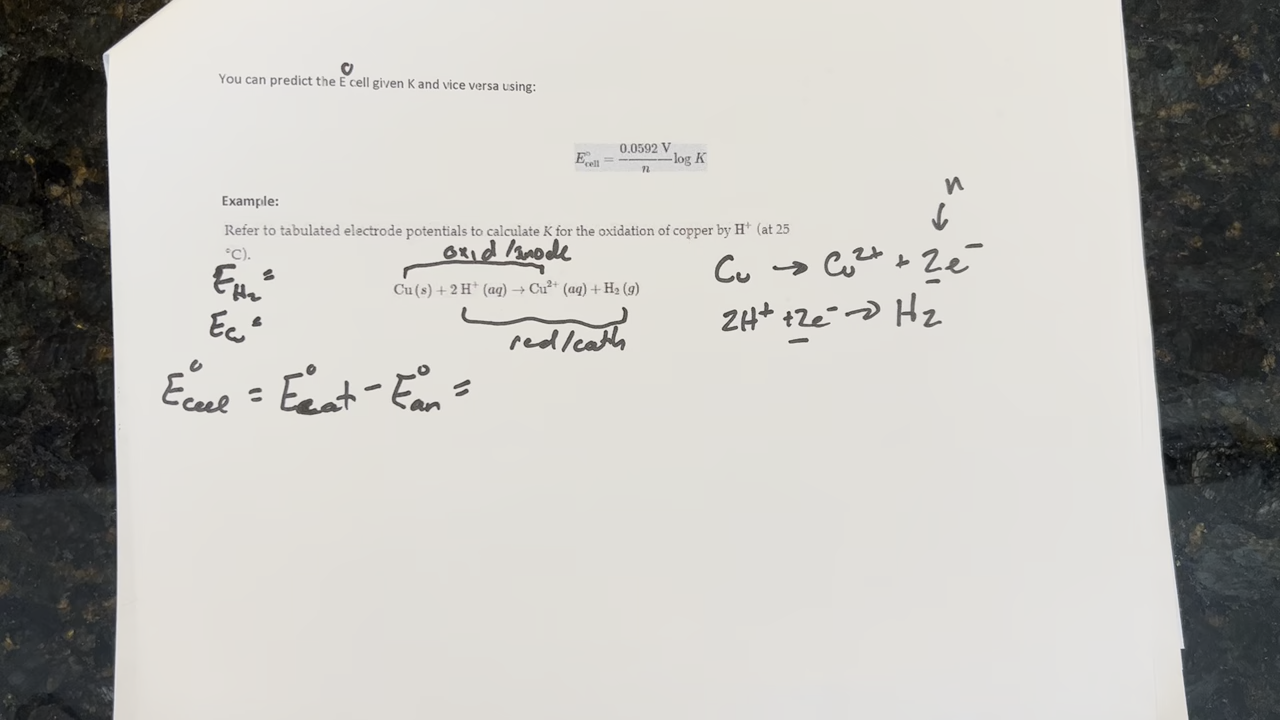 o
You can predict the E cell given K and vice versa using:
E°cell = 0.0592 V / n log K
Example:
n
↓
Refer to tabulated electrode potentials to calculate K for the oxidation of copper by H⁺ (at 25
°C).
oxid/anode
Cu → Cu²⁺ + 2e⁻
E_H₂ =
Cu(s) + 2 H⁺ (aq) → Cu²⁺ (aq) + H₂ (g)
E_Cu =
2H⁺ + 2e⁻ → H₂
red/cath
E°cell = E°cat - E°an =